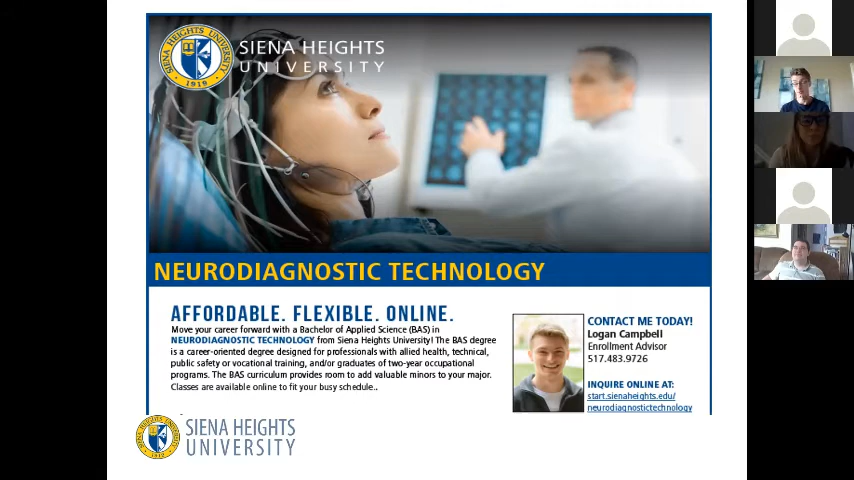 SIENA HEIGHTS
UNIVERSITY
SIENA HEIGHTS UNIVERSITY
1919
NEURODIAGNOSTIC TECHNOLOGY
AFFORDABLE. FLEXIBLE. ONLINE.
Move your career forward with a Bachelor of Applied Science (BAS) in
NEURODIAGNOSTIC TECHNOLOGY from Siena Heights University! The BAS degree
is a career-oriented degree designed for professionals with allied health, technical,
public safety or vocational training, and/or graduates of two-year occupational
programs. The BAS curriculum provides room to add valuable minors to your major.
Classes are available online to fit your busy schedule..
CONTACT ME TODAY!
Logan Campbell
Enrollment Advisor
517.483.9726
INQUIRE ONLINE AT:
start.sienaheights.edu/
neurodiagnostictechnology
SIENA HEIGHTS
UNIVERSITY